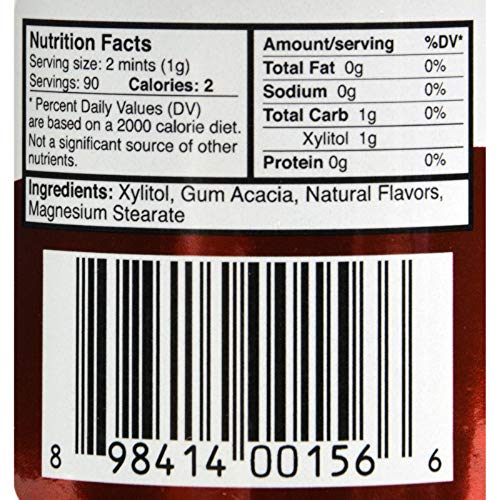 Nutrition Facts
Serving size: 2 mints (1g)
Servings: 90 Calories: 2
* Percent Daily Values (DV)
are based on a 2000 calorie diet.
Not a significant source of other
nutrients.
Amount/serving %DV*
Total Fat 0g 0%
Sodium 0g 0%
Total Carb 1g 0%
Xylitol 1g
Protein 0g 0%
Ingredients: Xylitol, Gum Acacia, Natural Flavors,
Magnesium Stearate
8 98414 00156 6